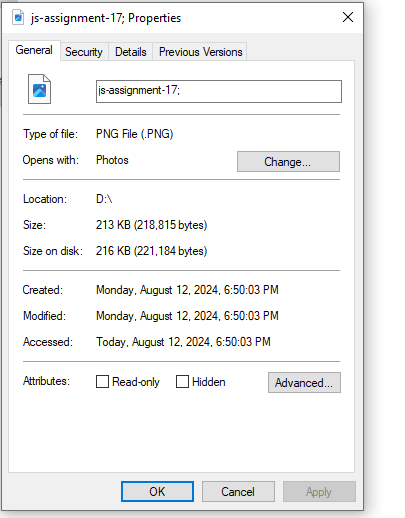 js-assignment-17; Properties
General Security Details Previous Versions
js-assignment-17;
Type of file: PNG File (.PNG)
Opens with: Photos Change...
Location: D:\
Size: 213 KB (218,815 bytes)
Size on disk: 216 KB (221,184 bytes)
Created: Monday, August 12, 2024, 6:50:03 PM
Modified: Monday, August 12, 2024, 6:50:03 PM
Accessed: Today, August 12, 2024, 6:50:03 PM
Attributes: Read-only Hidden Advanced...
OK Cancel Apply